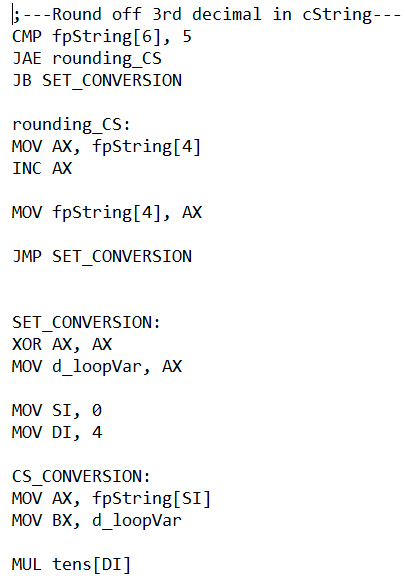 ;---Round off 3rd decimal in cString---
CMP fpString[6], 5
JAE rounding_CS
JB SET_CONVERSION
rounding_CS:
MOV AX, fpString[4]
INC AX
MOV fpString[4], AX
JMP SET_CONVERSION
SET_CONVERSION:
XOR AX, AX
MOV d_loopVar, AX
MOV SI, 0
MOV DI, 4
CS_CONVERSION:
MOV AX, fpString[SI]
MOV BX, d_loopVar
MUL tens[DI]